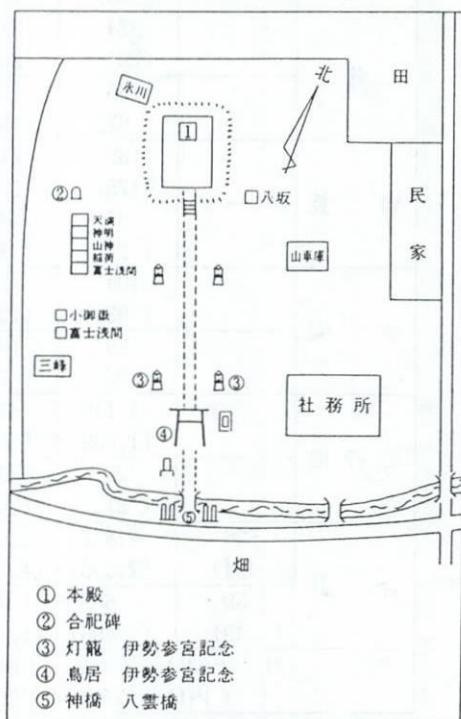 北
田
氷川
1
民家
②
八坂
天満
神明
山神
稲荷
富士浅間
山車庫
小御嶽
富士浅間
三峰
③
③
社務所
④
⑤
畑
① 本殿
② 合祀碑
③ 灯籠 伊勢参宮記念
④ 鳥居 伊勢参宮記念
⑤ 神橋 八雲橋